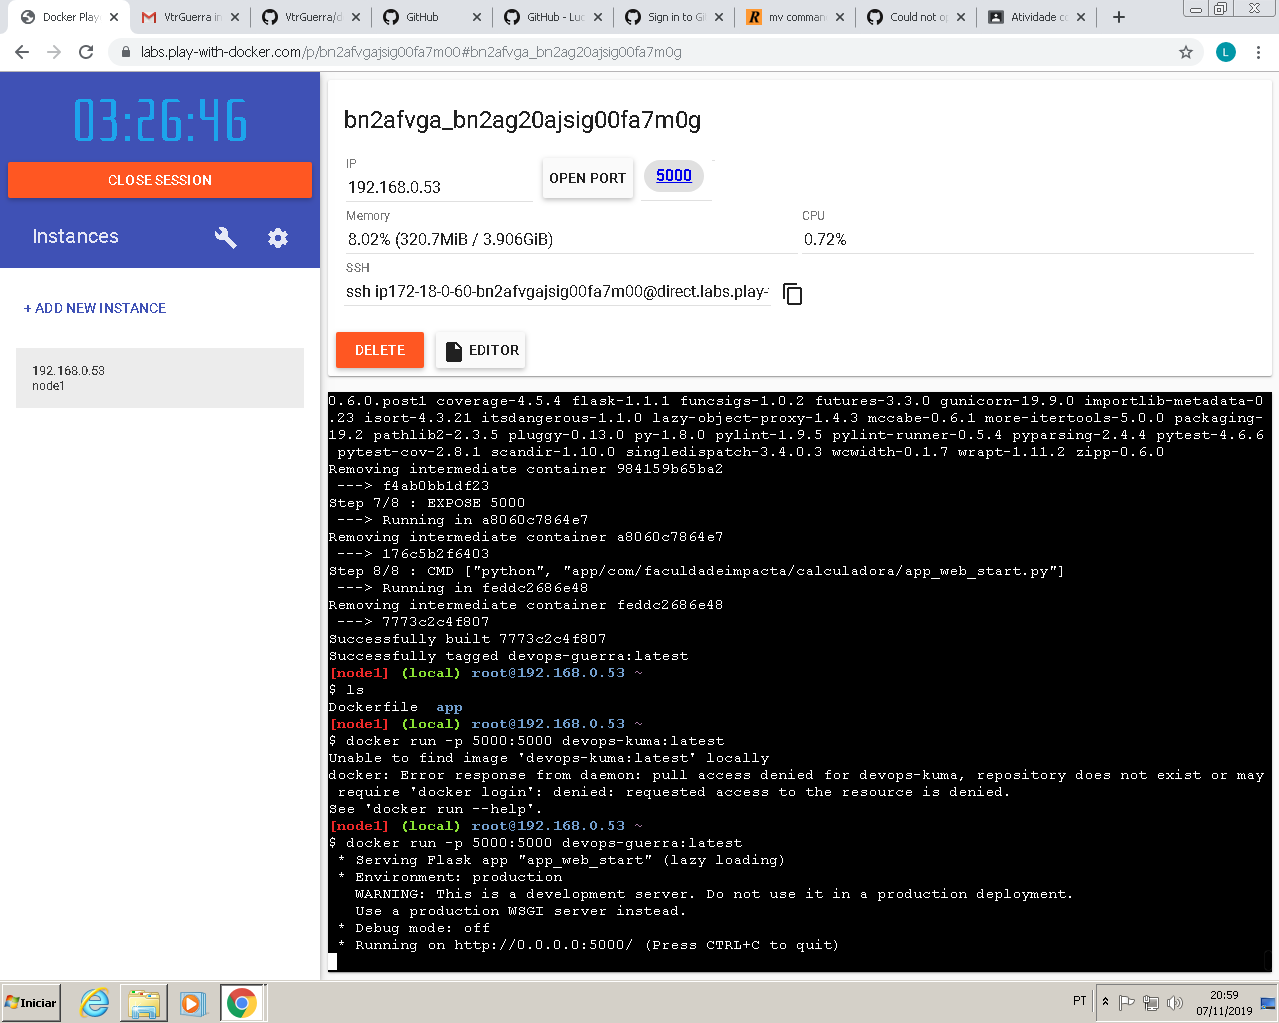 Docker Play
VtrGuerra in
VtrGuerra/d
GitHub
GitHub - Luc
Sign in to Gi
mv comman
Could not op
Atividade co
labs.play-with-docker.com/p/bn2afvgajsig00fa7m00#bn2afvga_bn2ag20ajsig00fa7m0g
L
03:26:46
CLOSE SESSION
Instances
+ ADD NEW INSTANCE
192.168.0.53
node1
bn2afvga_bn2ag20ajsig00fa7m0g
IP
192.168.0.53
OPEN PORT
5000
Memory
8.02% (320.7MiB / 3.906GiB)
CPU
0.72%
SSH
ssh ip172-18-0-60-bn2afvgajsig00fa7m00@direct.labs.play-
DELETE
EDITOR
0.6.0.post1 coverage-4.5.4 flask-1.1.1 funcsigs-1.0.2 futures-3.3.0 gunicorn-19.9.0 importlib-metadata-0
.23 isort-4.3.21 itsdangerous-1.1.0 lazy-object-proxy-1.4.3 mccabe-0.6.1 more-itertools-5.0.0 packaging-
19.2 pathlib2-2.3.5 pluggy-0.13.0 py-1.8.0 pylint-1.9.5 pylint-runner-0.5.4 pyparsing-2.4.4 pytest-4.6.6
pytest-cov-2.8.1 scandir-1.10.0 singledispatch-3.4.0.3 wcwidth-0.1.7 wrapt-1.11.2 zipp-0.6.0
Removing intermediate container 984159b65ba2
---> f4ab0bb1df23
Step 7/8 : EXPOSE 5000
---> Running in a8060c7864e7
Removing intermediate container a8060c7864e7
---> 176c5b2f6403
Step 8/8 : CMD ["python", "app/com/faculdadeimpacta/calculadora/app_web_start.py"]
---> Running in feddc2686e48
Removing intermediate container feddc2686e48
---> 7773c2c4f807
Successfully built 7773c2c4f807
Successfully tagged devops-guerra:latest
[node1] (local) root@192.168.0.53 ~
$ ls
Dockerfile app
[node1] (local) root@192.168.0.53 ~
$ docker run -p 5000:5000 devops-kuma:latest
Unable to find image 'devops-kuma:latest' locally
docker: Error response from daemon: pull access denied for devops-kuma, repository does not exist or may
require 'docker login': denied: requested access to the resource is denied.
See 'docker run --help'.
[node1] (local) root@192.168.0.53 ~
$ docker run -p 5000:5000 devops-guerra:latest
* Serving Flask app "app_web_start" (lazy loading)
* Environment: production
WARNING: This is a development server. Do not use it in a production deployment.
Use a production WSGI server instead.
* Debug mode: off
* Running on http://0.0.0.0:5000/ (Press CTRL+C to quit)
Iniciar
PT
20:59
07/11/2019